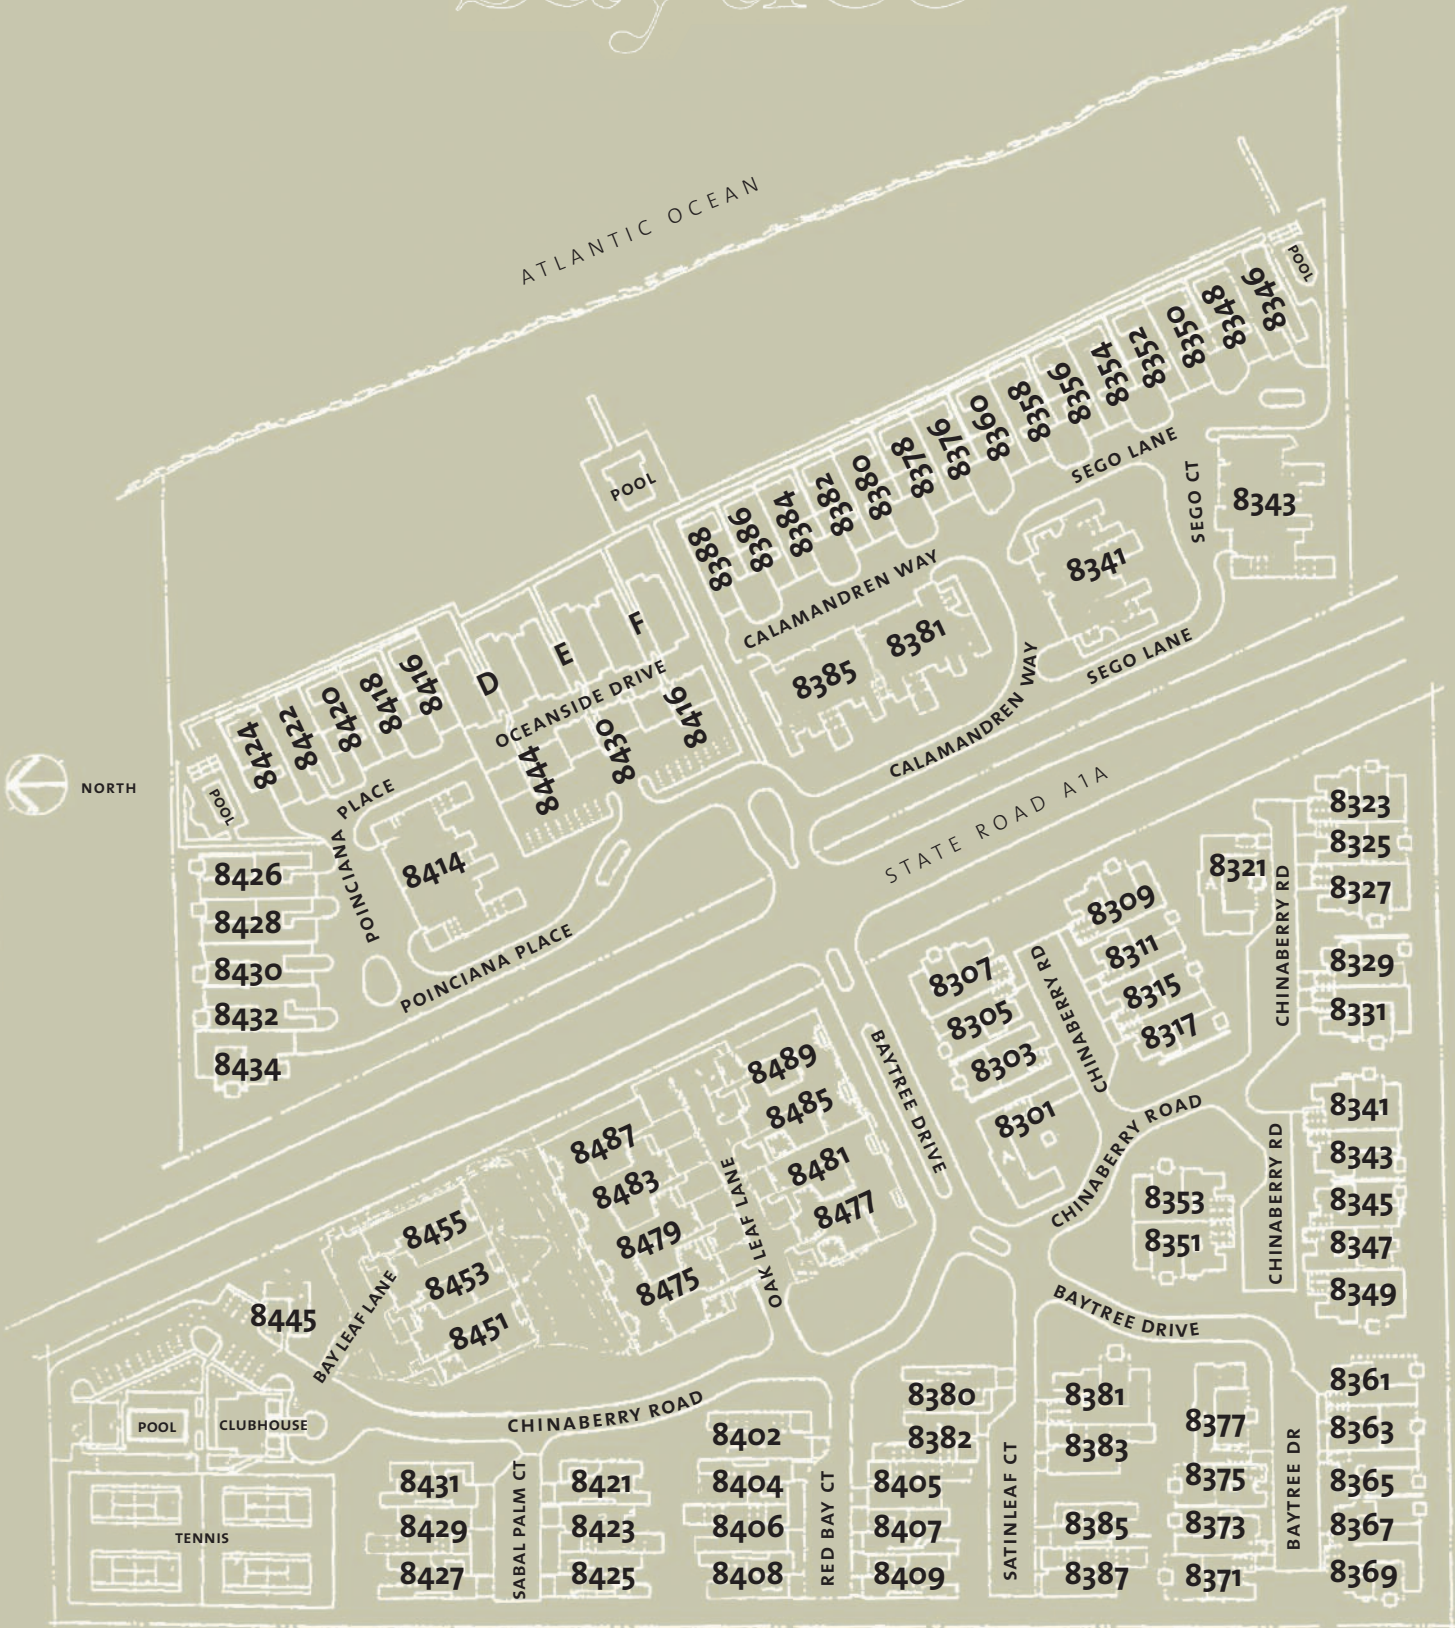 ATLANTIC OCEAN
POOL
8346
8348
8350
8352
8354
8356
8358
8360
8376
8378
8380
8382
8384
8386
8388
SEGO LANE
SEGO CT
8343
8341
SEGO LANE
CALAMANDREN WAY
8381
8385
CALAMANDREN WAY
POOL
F
E
D
OCEANSIDE DRIVE
8416
8430
8444
8416
8418
8420
8422
8424
POOL
POINCIANA PLACE
8414
POINCIANA PLACE
NORTH
8426
8428
8430
8432
8434
STATE ROAD A1A
8323
8325
8327
8329
8331
8321
CHINABERRY RD
8309
8311
8315
8317
CHINABERRY RD
8307
8305
8303
8301
BAYTREE DRIVE
CHINABERRY ROAD
8341
8343
8345
8347
8349
CHINABERRY RD
8353
8351
BAYTREE DRIVE
8489
8485
8481
8477
OAK LEAF LANE
8487
8483
8479
8475
8455
8453
8451
BAY LEAF LANE
8445
POOL
CLUBHOUSE
TENNIS
CHINABERRY ROAD
8431
8429
8427
SABAL PALM CT
8421
8423
8425
8402
8404
8406
8408
RED BAY CT
8380
8382
8405
8407
8409
SATINLEAF CT
8381
8383
8385
8387
8377
8375
8373
8371
BAYTREE DR
8361
8363
8365
8367
8369